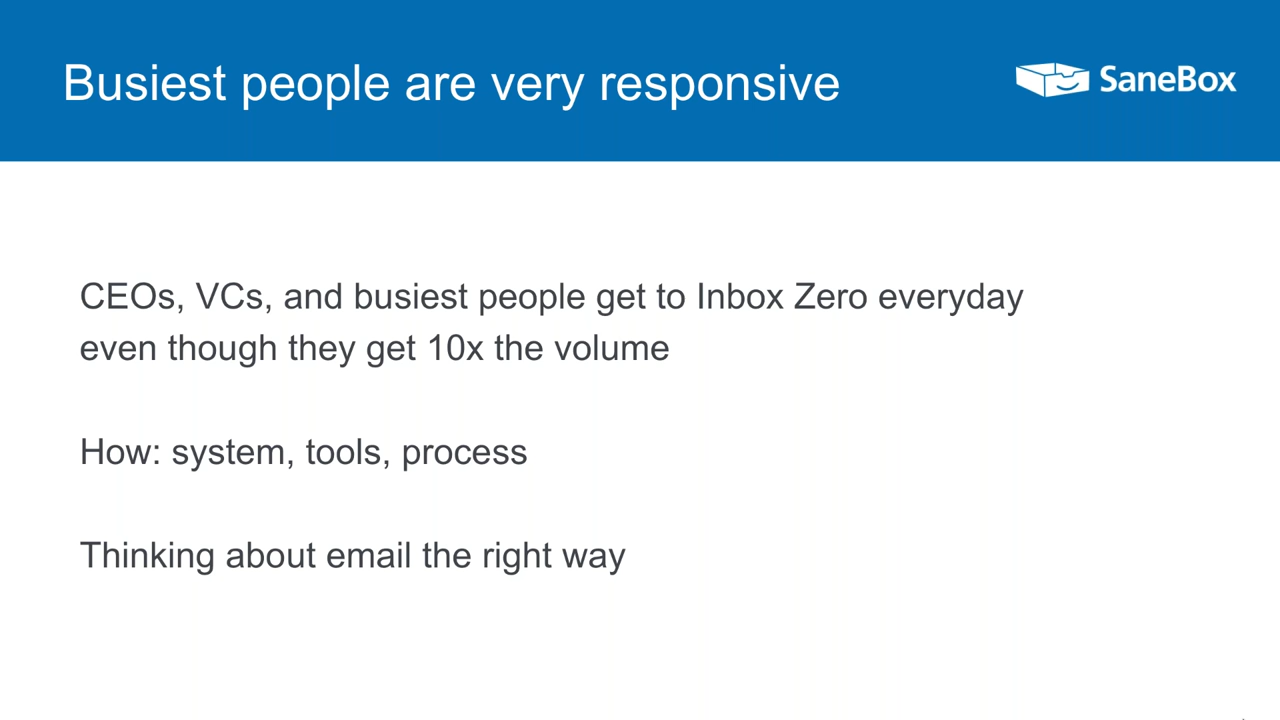 Busiest people are very responsive
SaneBox
CEOs, VCs, and busiest people get to Inbox Zero everyday
even though they get 10x the volume
How: system, tools, process
Thinking about email the right way